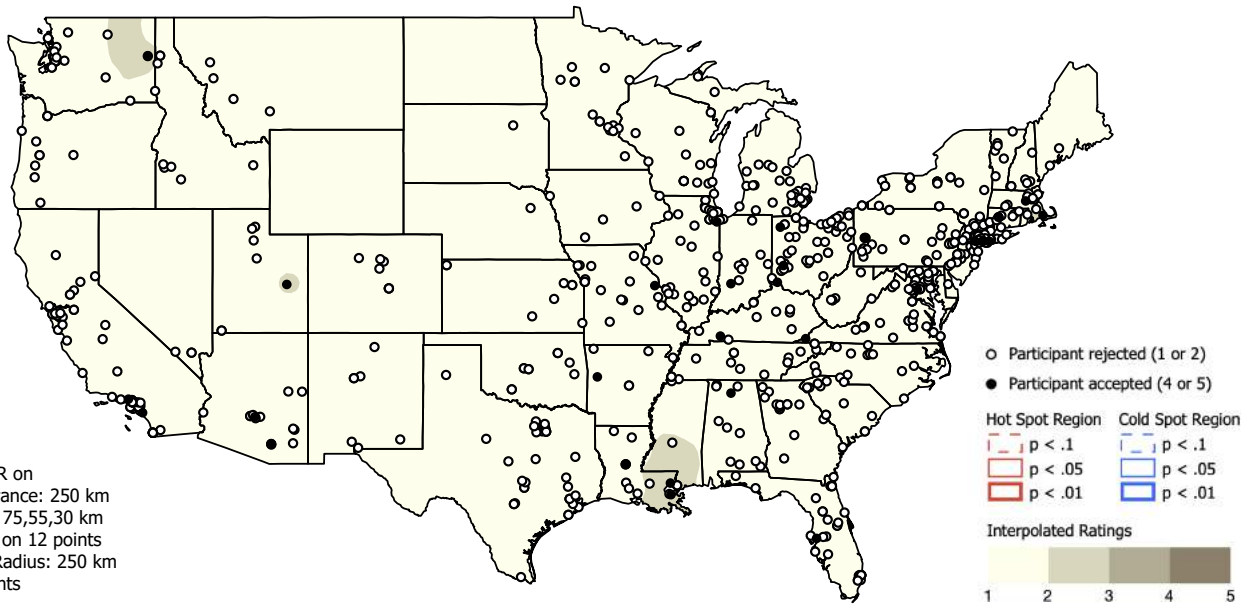 Participant rejected (1 or 2)
Participant accepted (4 or 5)
Hot Spot Region Cold Spot Region
p < .1 p < .1
p < .05 p < .05
p < .01 p < .01
Interpolated Ratings
1 2 3 4 5
R on
rance: 250 km
75,55,30 km
on 12 points
Radius: 250 km
nts